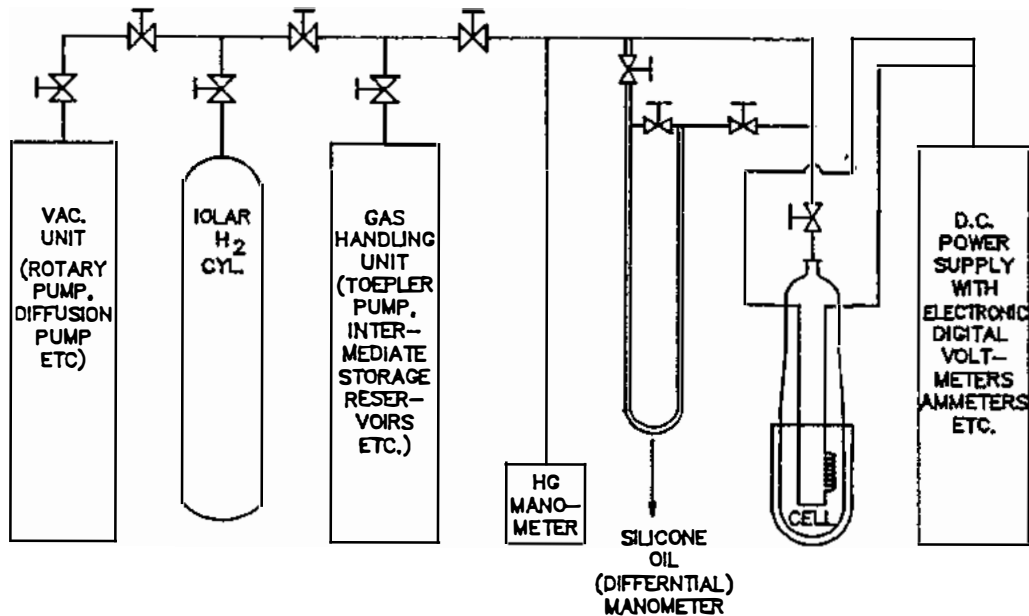 VAC.
UNIT
(ROTARY
PUMP.
DIFFUSION
PUMP
ETC)
IOLAR
H2
CYL.
GAS
HANDLING
UNIT
(TOEPLER
PUMP.
INTER-
MEDIATE
STORAGE
RESER-
VOIRS
ETC.)
HG
MANO-
METER
SILICONE
OIL
(DIFFERNTIAL)
MANOMETER
CELL
D.C.
POWER
SUPPLY
WITH
ELECTRONIC
DIGITAL
VOLT-
METERS
AMMETERS
ETC.